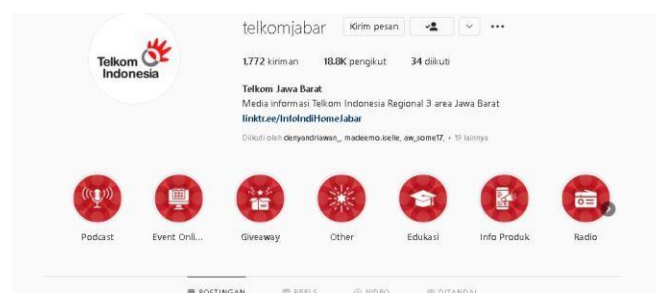 telkomjabar Kirim pesan
Telkom
Indonesia
1.772 kiriman 18.8K pengikut 34 diikuti
Telkom Jawa Barat
Media informasi Telkom Indonesia Regional 3 area Jawa Barat
linktr.ee/InfoIndiHomeJabar
Diikuti oleh denyandriawan_, mademo.iselle, aw_some17, + 19 lainnya
Podcast Event Onli... Giveaway Other Edukasi Info Produk Radio
POSTINGAN REELS VIDEO DITANDAI